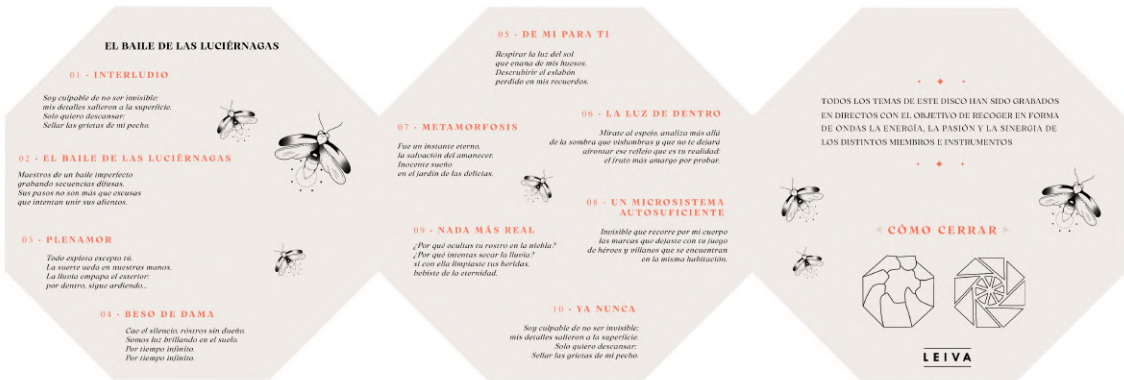 EL BAILE DE LAS LUCIÉRNAGAS
01 · INTERLUDIO
Soy culpable de no ser invisible;
mis detalles salieron a la superficie.
Solo quiero descansar:
Sellar las grietas de mi pecho.
02 · EL BAILE DE LAS LUCIÉRNAGAS
Maestros de un baile imperfecto
grabando secuencias difusas.
Sus pasos no son más que excusas
que intentan unir sus alientos.
03 · PLENAMOR
Todo explota excepto tú.
La suerte queda en nuestras manos.
La lluvia empapa el exterior:
por dentro, sigue ardiendo...
04 · BESO DE DAMA
Cae el silencio, rostros sin dueño.
Somos luz brillando en el suelo.
Por tiempo infinito.
Por tiempo infinito.
05 · DE MI PARA TI
Respirar la luz del sol
que enana de mis huesos.
Descrubirir el eslabón
perdido en mis recuerdos.
06 · LA LUZ DE DENTRO
Mírate al espejo, analiza más allá
de la sombra que vislumbras y que no te dejará
afrontar ese reflejo que es tu realidad:
el fruto más amargo por probar.
07 · METAMORFOSIS
Fue un instante eterno,
la salvación del amanecer.
Inocente sueño
en el jardín de las delicias.
08 · UN MICROSISTEMA
AUTOSUFICIENTE
Invisible que recorre por mi cuerpo
las marcas que dejaste con tu juego
de héroes y villanos que se encuentran
en la misma habitación.
09 · NADA MÁS REAL
¿Por qué ocultas tu rostro en la niebla?
¿Por qué intentas secar la lluvia?
si con ella limpiaste tus heridas,
bebiste de la eternidad.
10 · YA NUNCA
Soy culpable de no ser invisible;
mis detalles salieron a la superficie.
Solo quiero descansar:
Sellar las grietas de mi pecho.
TODOS LOS TEMAS DE ESTE DISCO HAN SIDO GRABADOS
EN DIRECTOS CON EL OBJETIVO DE RECOGER EN FORMA
DE ONDAS LA ENERGÍA, LA PASIÓN Y LA SINERGIA DE
LOS DISTINTOS MIEMBROS E INSTRUMENTOS
CÓMO CERRAR
LEIVA